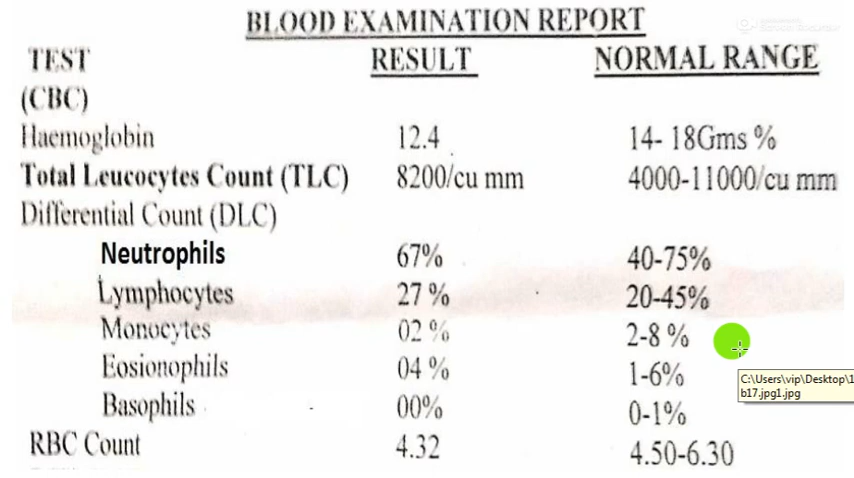 BLOOD EXAMINATION REPORT
TEST RESULT NORMAL RANGE
(CBC)
Haemoglobin 12.4 14- 18Gms %
Total Leucocytes Count (TLC) 8200/cu mm 4000-11000/cu mm
Differential Count (DLC)
Neutrophils 67% 40-75%
Lymphocytes 27 % 20-45%
Monocytes 02 % 2-8 %
Eosionophils 04 % 1-6%
Basophils 00% 0-1%
RBC Count 4.32 4.50-6.30
C:\Users\vip\Desktop\1
b17.jpg1.jpg